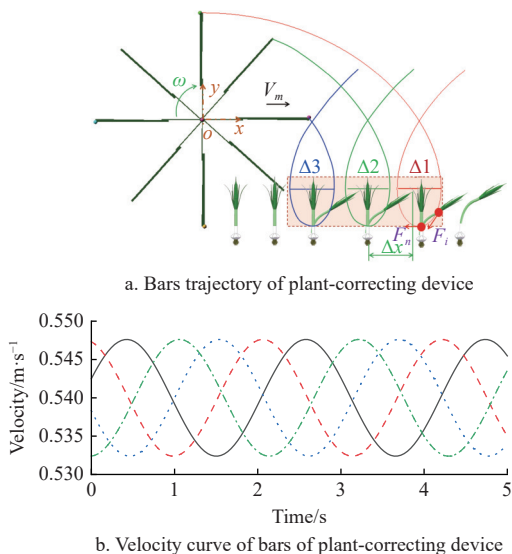 ω
y
V_m
o
x
Δ3
Δ2
Δ1
F_n
F_i
Δx
a. Bars trajectory of plant-correcting device
0.550
0.545
0.540
0.535
0.530
Velocity/m·s⁻¹
0 1 2 3 4 5
Time/s
b. Velocity curve of bars of plant-correcting device